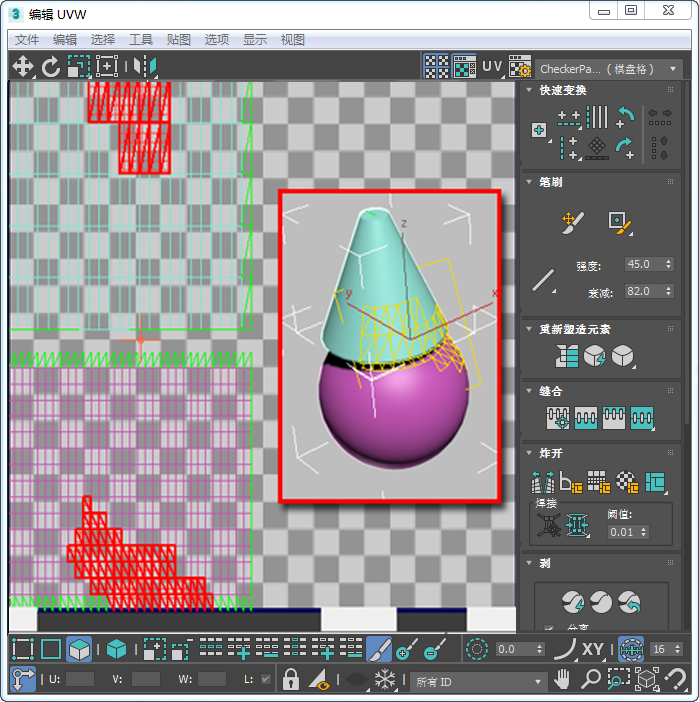 3 编辑 UVW
文件 编辑 选择 工具 贴图 选项 显示 视图
UV CheckerPa... ( 棋盘格 )
快速变换
笔刷
强度: 45.0
衰减: 82.0
重新塑造元素
缝合
炸开
焊接
阈值:
0.01
剥
z
y
x
0.0 XY 16
U: V: W: L: 所有 ID